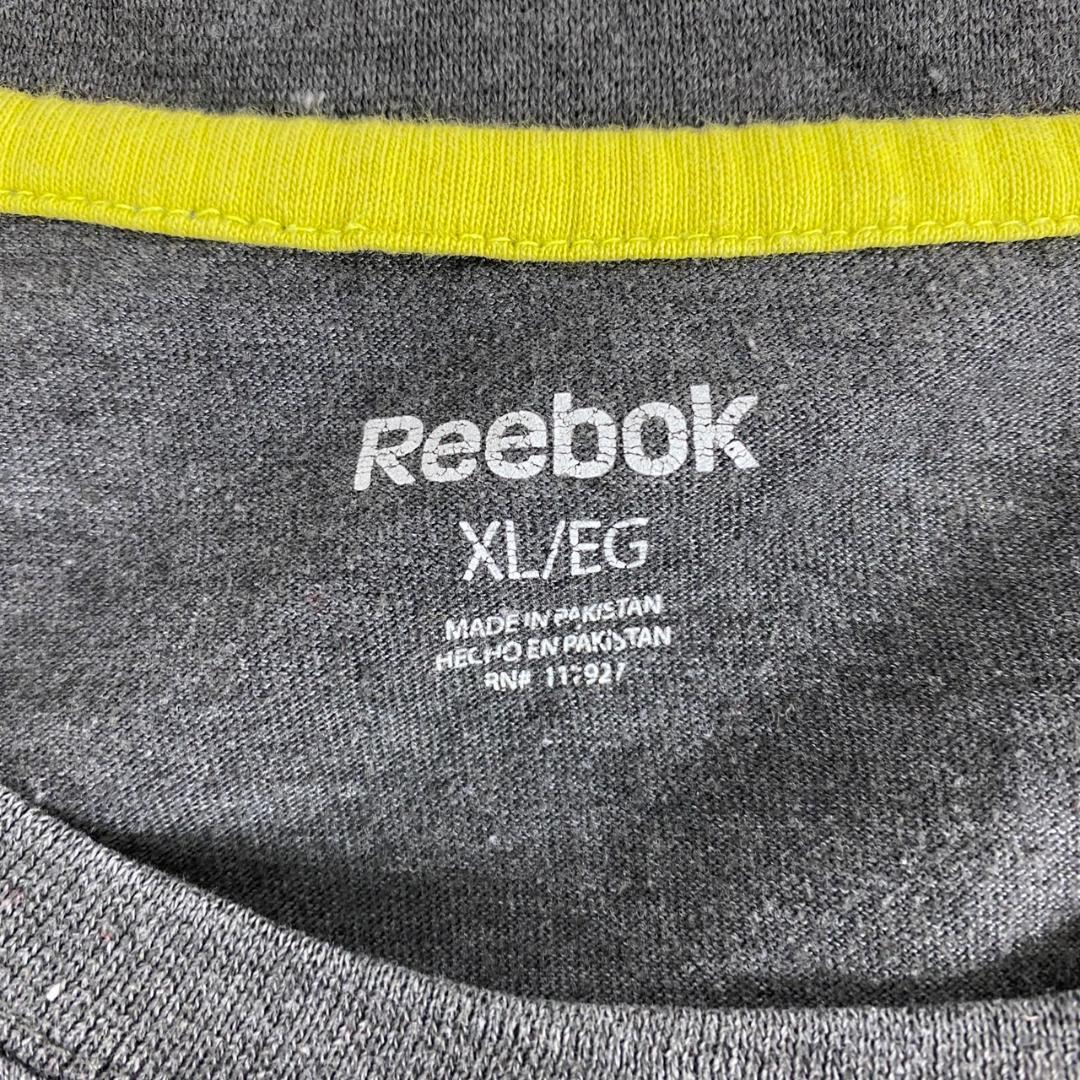 Reebok
XL/EG
MADE IN PAKISTAN
HECHO EN PAKISTAN
RN#